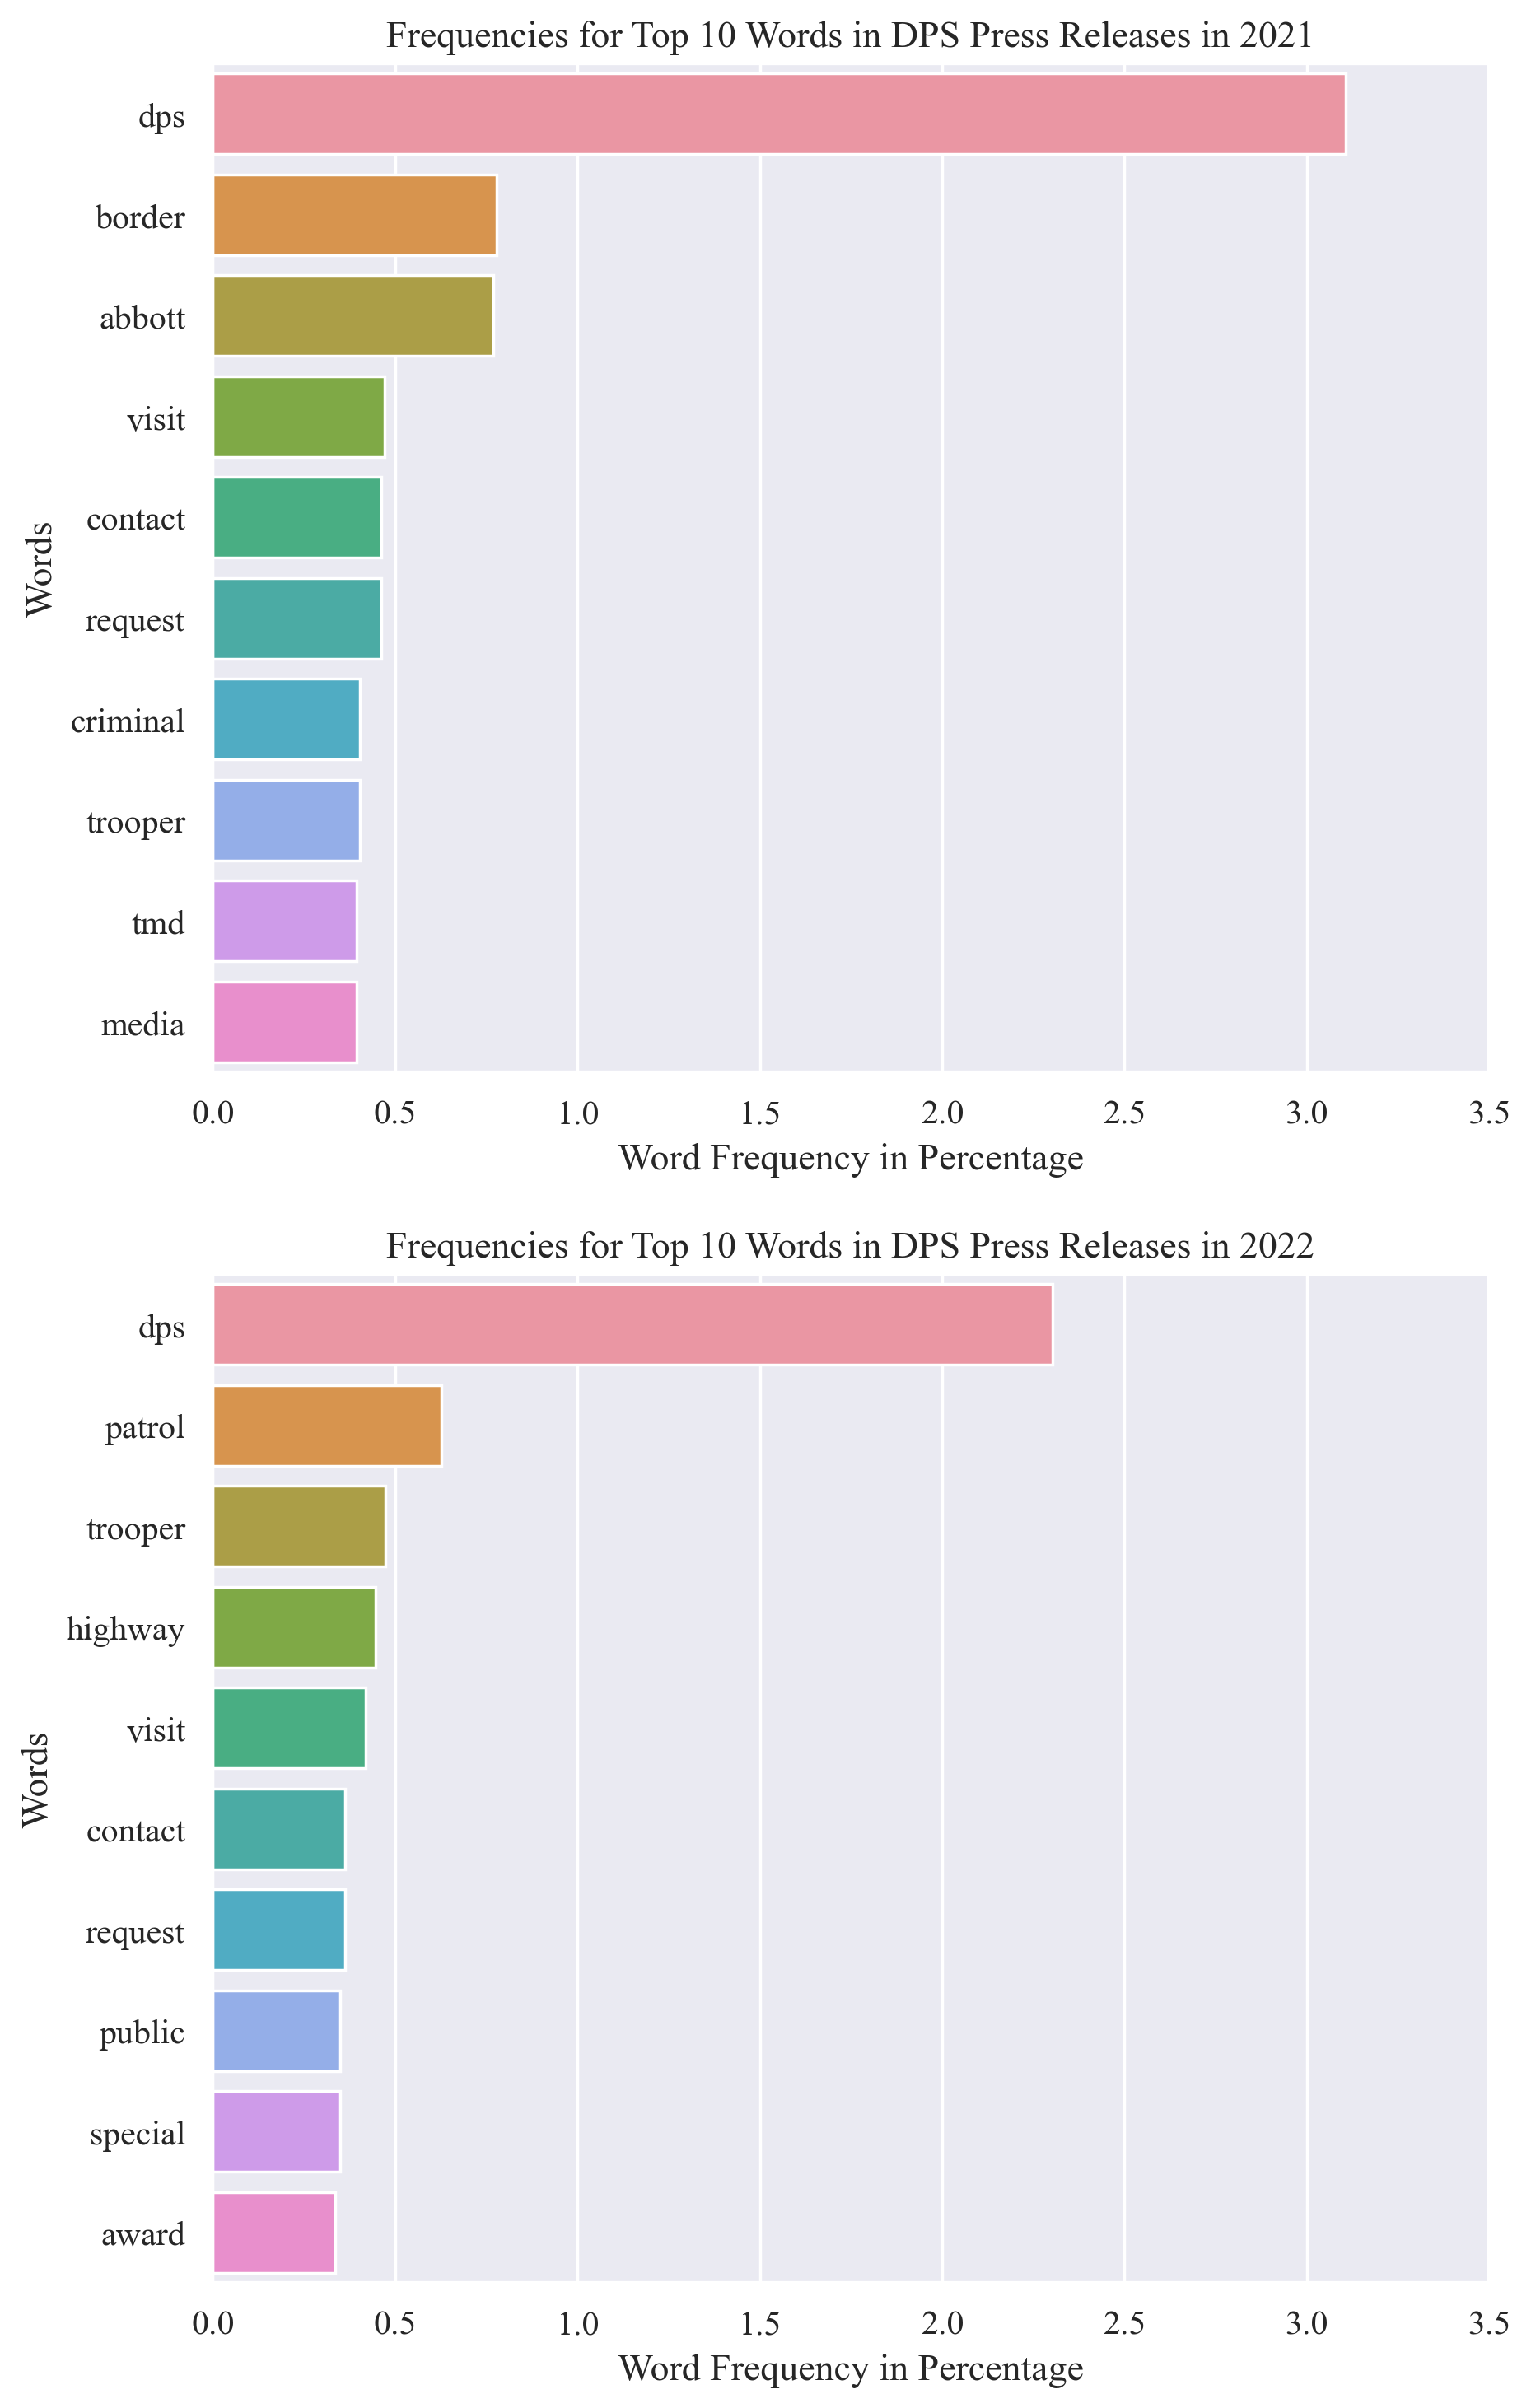 Frequencies for Top 10 Words in DPS Press Releases in 2021
dps
border
abbott
visit
contact
request
criminal
trooper
tmd
media
Words
0.0 0.5 1.0 1.5 2.0 2.5 3.0 3.5
Word Frequency in Percentage
Frequencies for Top 10 Words in DPS Press Releases in 2022
dps
patrol
trooper
highway
visit
contact
request
public
special
award
Words
0.0 0.5 1.0 1.5 2.0 2.5 3.0 3.5
Word Frequency in Percentage